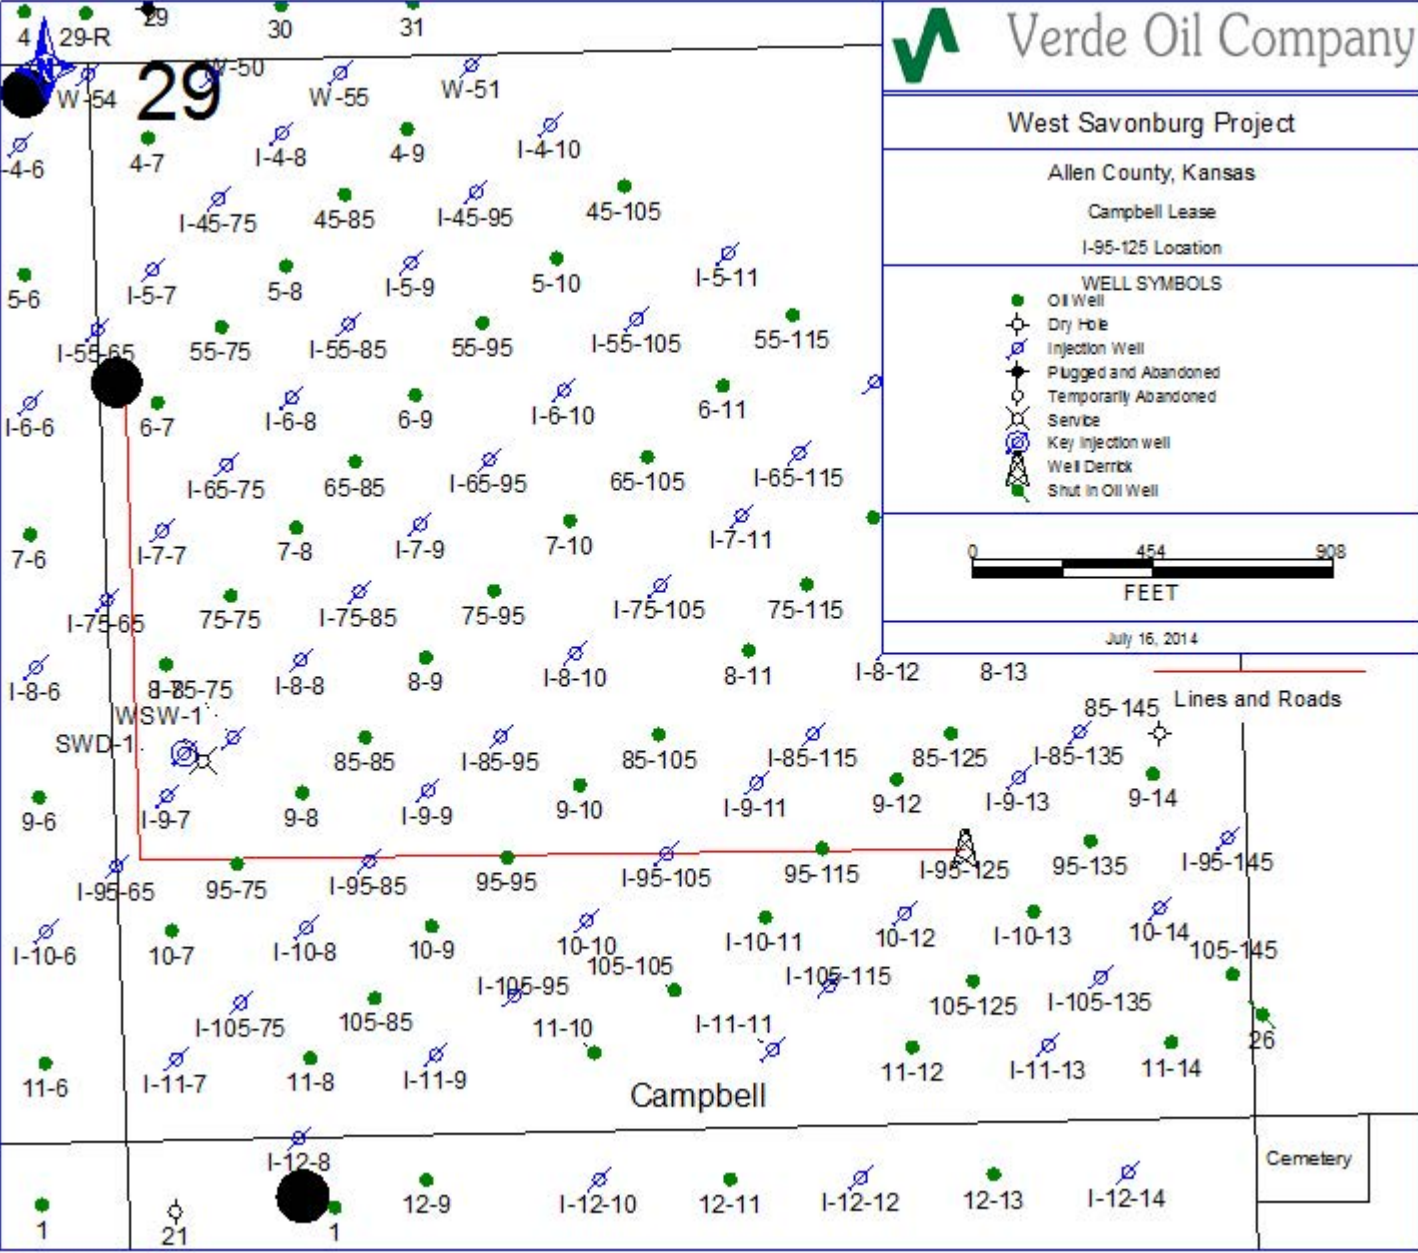 4
29-R
29
30
31
Verde Oil Company
W-54
29
W-50
W-55
W-51
West Savonburg Project
-4-6
4-7
I-4-8
4-9
I-4-10
Allen County, Kansas
I-45-75
45-85
I-45-95
45-105
Campbell Lease
I-95-125 Location
5-6
I-5-7
5-8
I-5-9
5-10
I-5-11
WELL SYMBOLS
Oil Well
Dry Hole
Injection Well
Plugged and Abandoned
Temporarily Abandoned
Service
Key Injection well
Well Derrick
Shut In Oil Well
I-55-65
55-75
I-55-85
55-95
I-55-105
55-115
I-6-6
6-7
I-6-8
6-9
I-6-10
6-11
I-65-75
65-85
I-65-95
65-105
I-65-115
7-6
I-7-7
7-8
I-7-9
7-10
I-7-11
0 454 908
FEET
I-75-65
75-75
I-75-85
75-95
I-75-105
75-115
July 16, 2014
I-8-6
I-8-8
8-9
I-8-10
8-11
I-8-12
8-13
Lines and Roads
WSW-1
SWD-1
85-85
I-85-95
85-105
I-85-115
85-125
I-85-135
85-145
9-6
I-9-7
9-8
I-9-9
9-10
I-9-11
9-12
I-9-13
9-14
I-95-65
95-75
I-95-85
95-95
I-95-105
95-115
I-95-125
95-135
I-95-145
I-10-6
10-7
I-10-8
10-9
10-10
I-10-11
10-12
I-10-13
10-14
105-145
I-105-75
105-85
I-105-95
105-105
I-105-115
105-125
I-105-135
26
11-6
I-11-7
11-8
I-11-9
11-10
I-11-11
11-12
I-11-13
11-14
Campbell
I-12-8
12-9
I-12-10
12-11
I-12-12
12-13
I-12-14
Cemetery
1
21
1